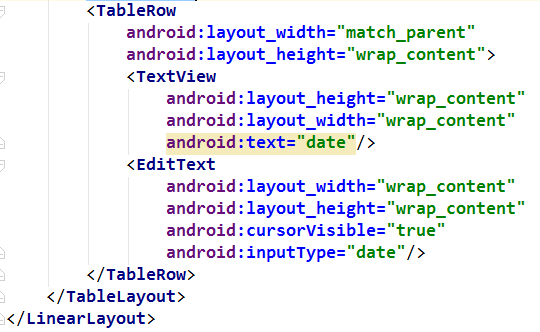 <TableRow
android:layout_width="match_parent"
android:layout_height="wrap_content">
<TextView
android:layout_height="wrap_content"
android:layout_width="wrap_content"
android:text="date"/>
<EditText
android:layout_width="wrap_content"
android:layout_height="wrap_content"
android:cursorVisible="true"
android:inputType="date"/>
</TableRow>
</TableLayout>
</LinearLayout>